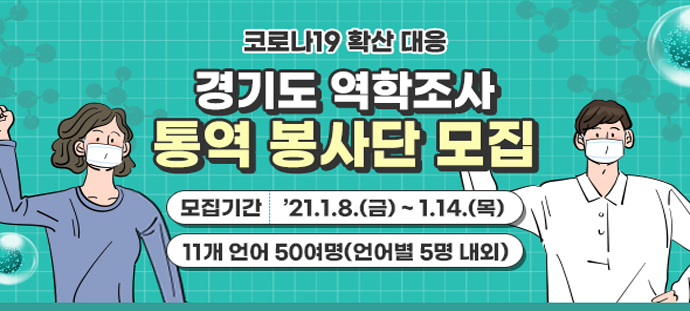 코로나19 확산 대응
경기도 역학조사
통역 봉사단 모집
모집기간 '21.1.8.(금) ~ 1.14.(목)
11개 언어 50여명(언어별 5명 내외)